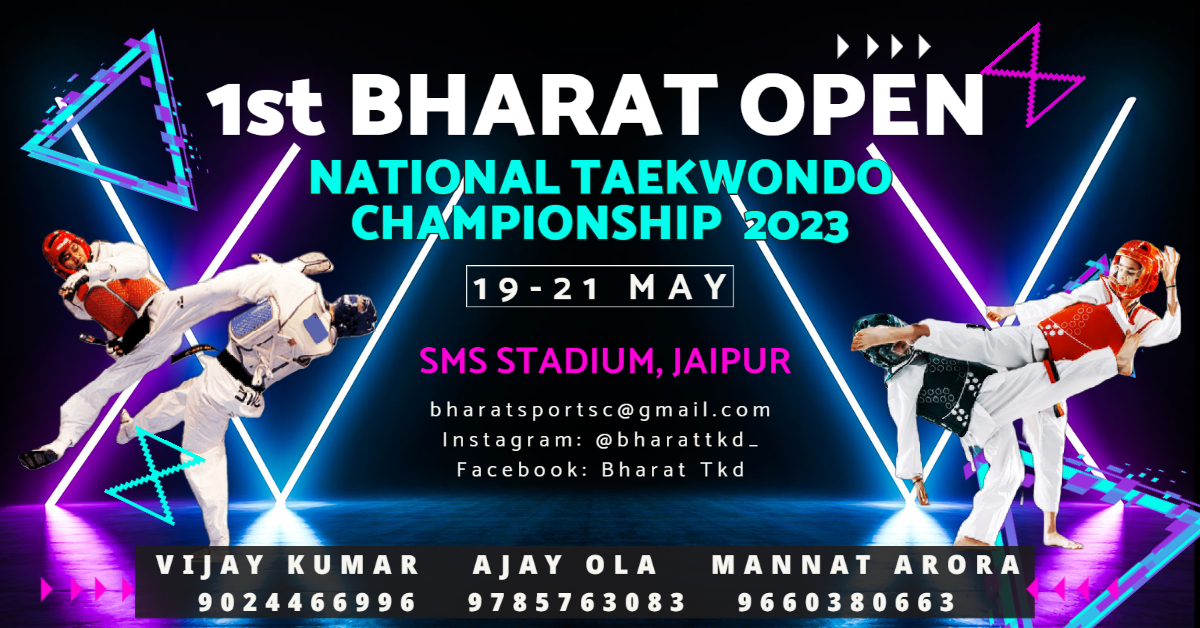 1st BHARAT OPEN
NATIONAL TAEKWONDO
CHAMPIONSHIP 2023
19-21 MAY
SMS STADIUM, JAIPUR
bharatsportsc@gmail.com
Instagram: @bharattkd_
Facebook: Bharat Tkd
VIJAY KUMAR AJAY OLA MANNAT ARORA
9024466996 9785763083 9660380663